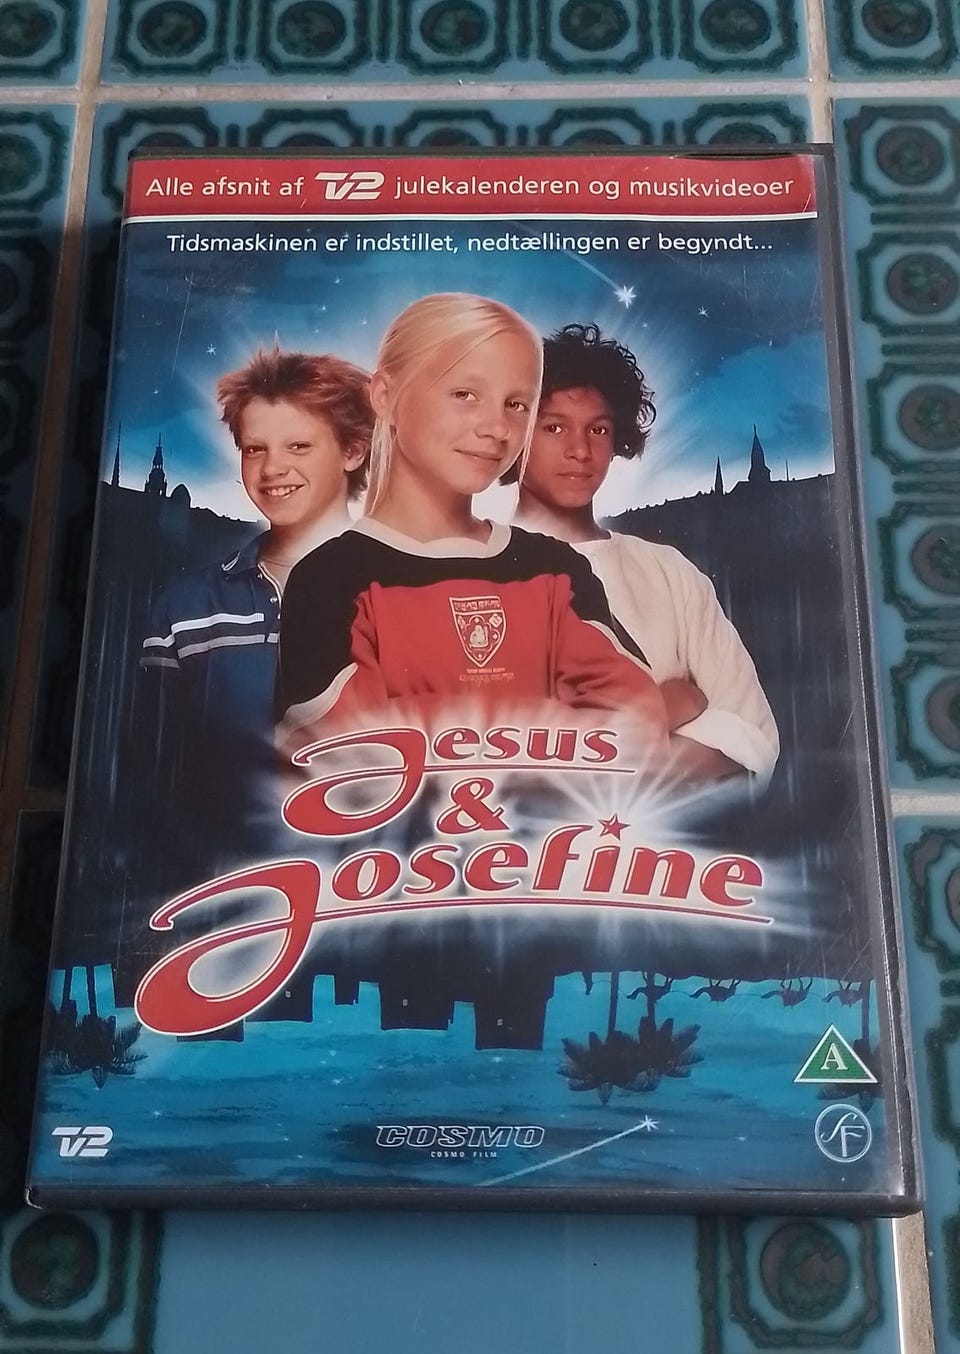 Alle afsnit af TV2 julekalenderen og musikvideoer
Tidsmaskinen er indstillet, nedtællingen er begyndt...
Jesus
&
Josefine
A
TV2
COSMO
COSMO FILM
SF